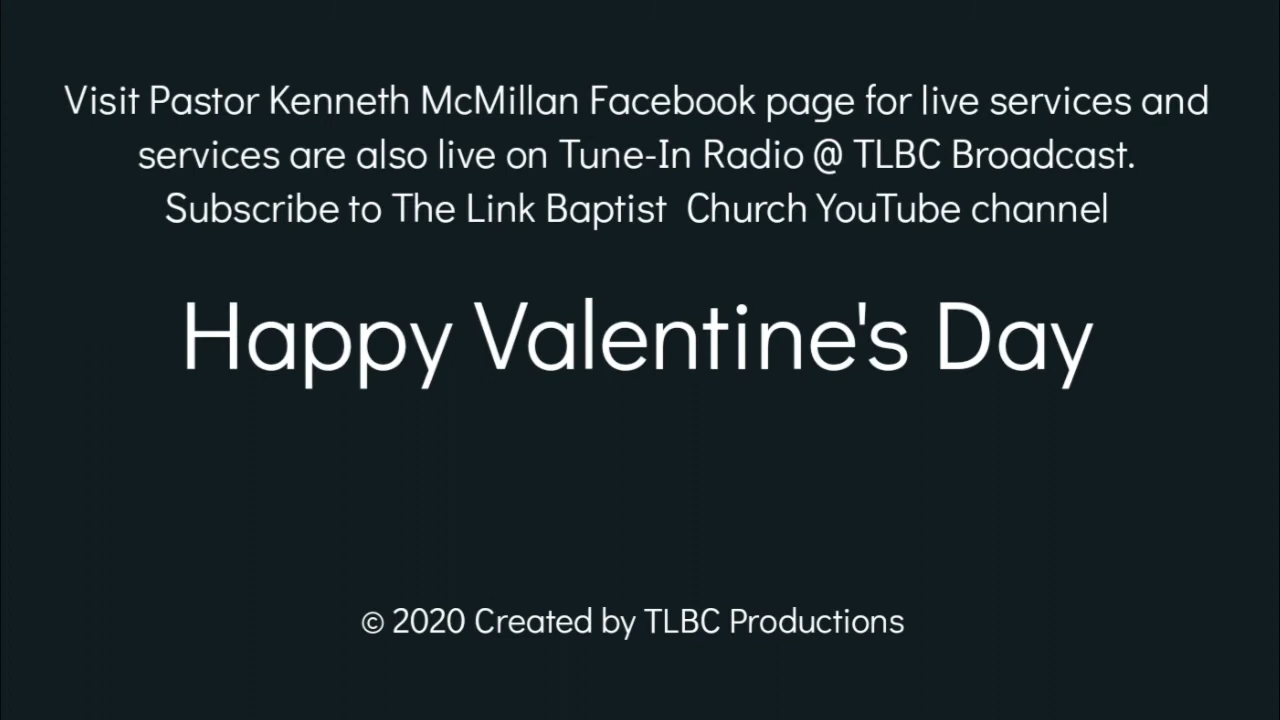 Visit Pastor Kenneth McMillan Facebook page for live services and
services are also live on Tune-In Radio @ TLBC Broadcast.
Subscribe to The Link Baptist  Church YouTube channel
Happy Valentine's Day
© 2020 Created by TLBC Productions